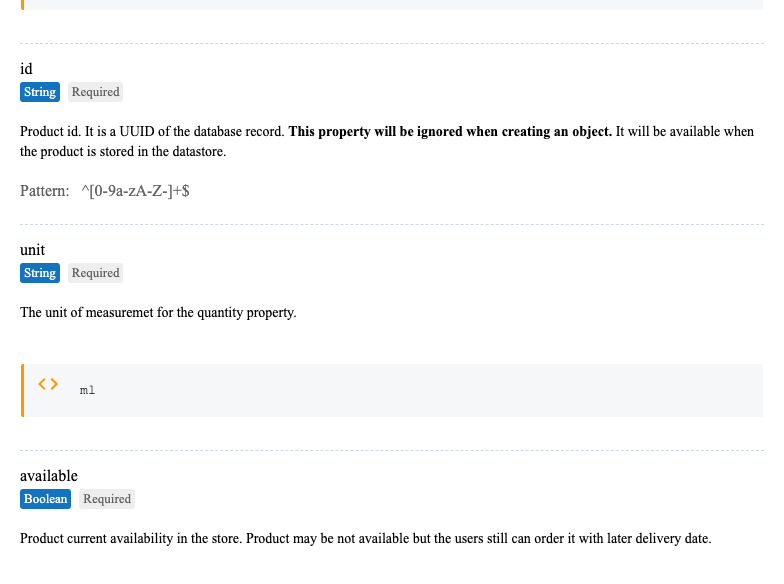 id
String Required
Product id. It is a UUID of the database record. This property will be ignored when creating an object. It will be available when
the product is stored in the datastore.
Pattern: ^[0-9a-zA-Z-]+$
unit
String Required
The unit of measuremet for the quantity property.
<> ml
available
Boolean Required
Product current availability in the store. Product may be not available but the users still can order it with later delivery date.